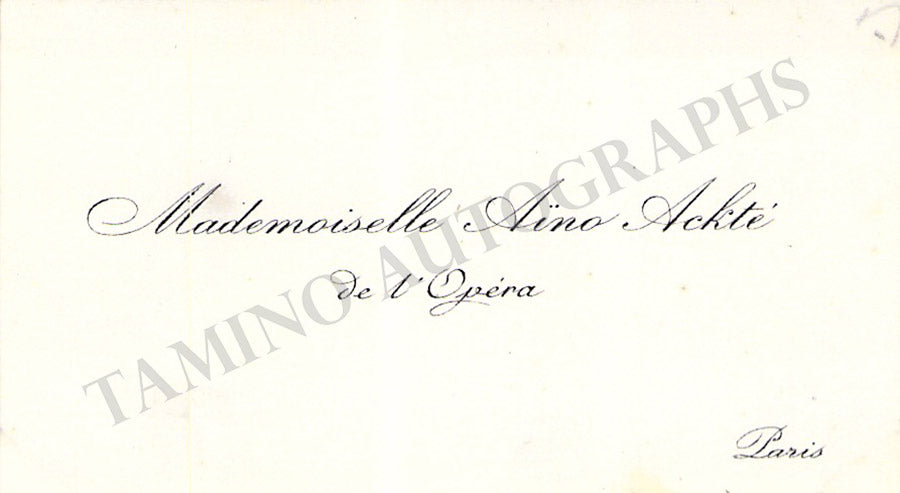 Mademoiselle Aïno Ackté
de l'Opéra
Paris
TAMINO AUTOGRAPHS